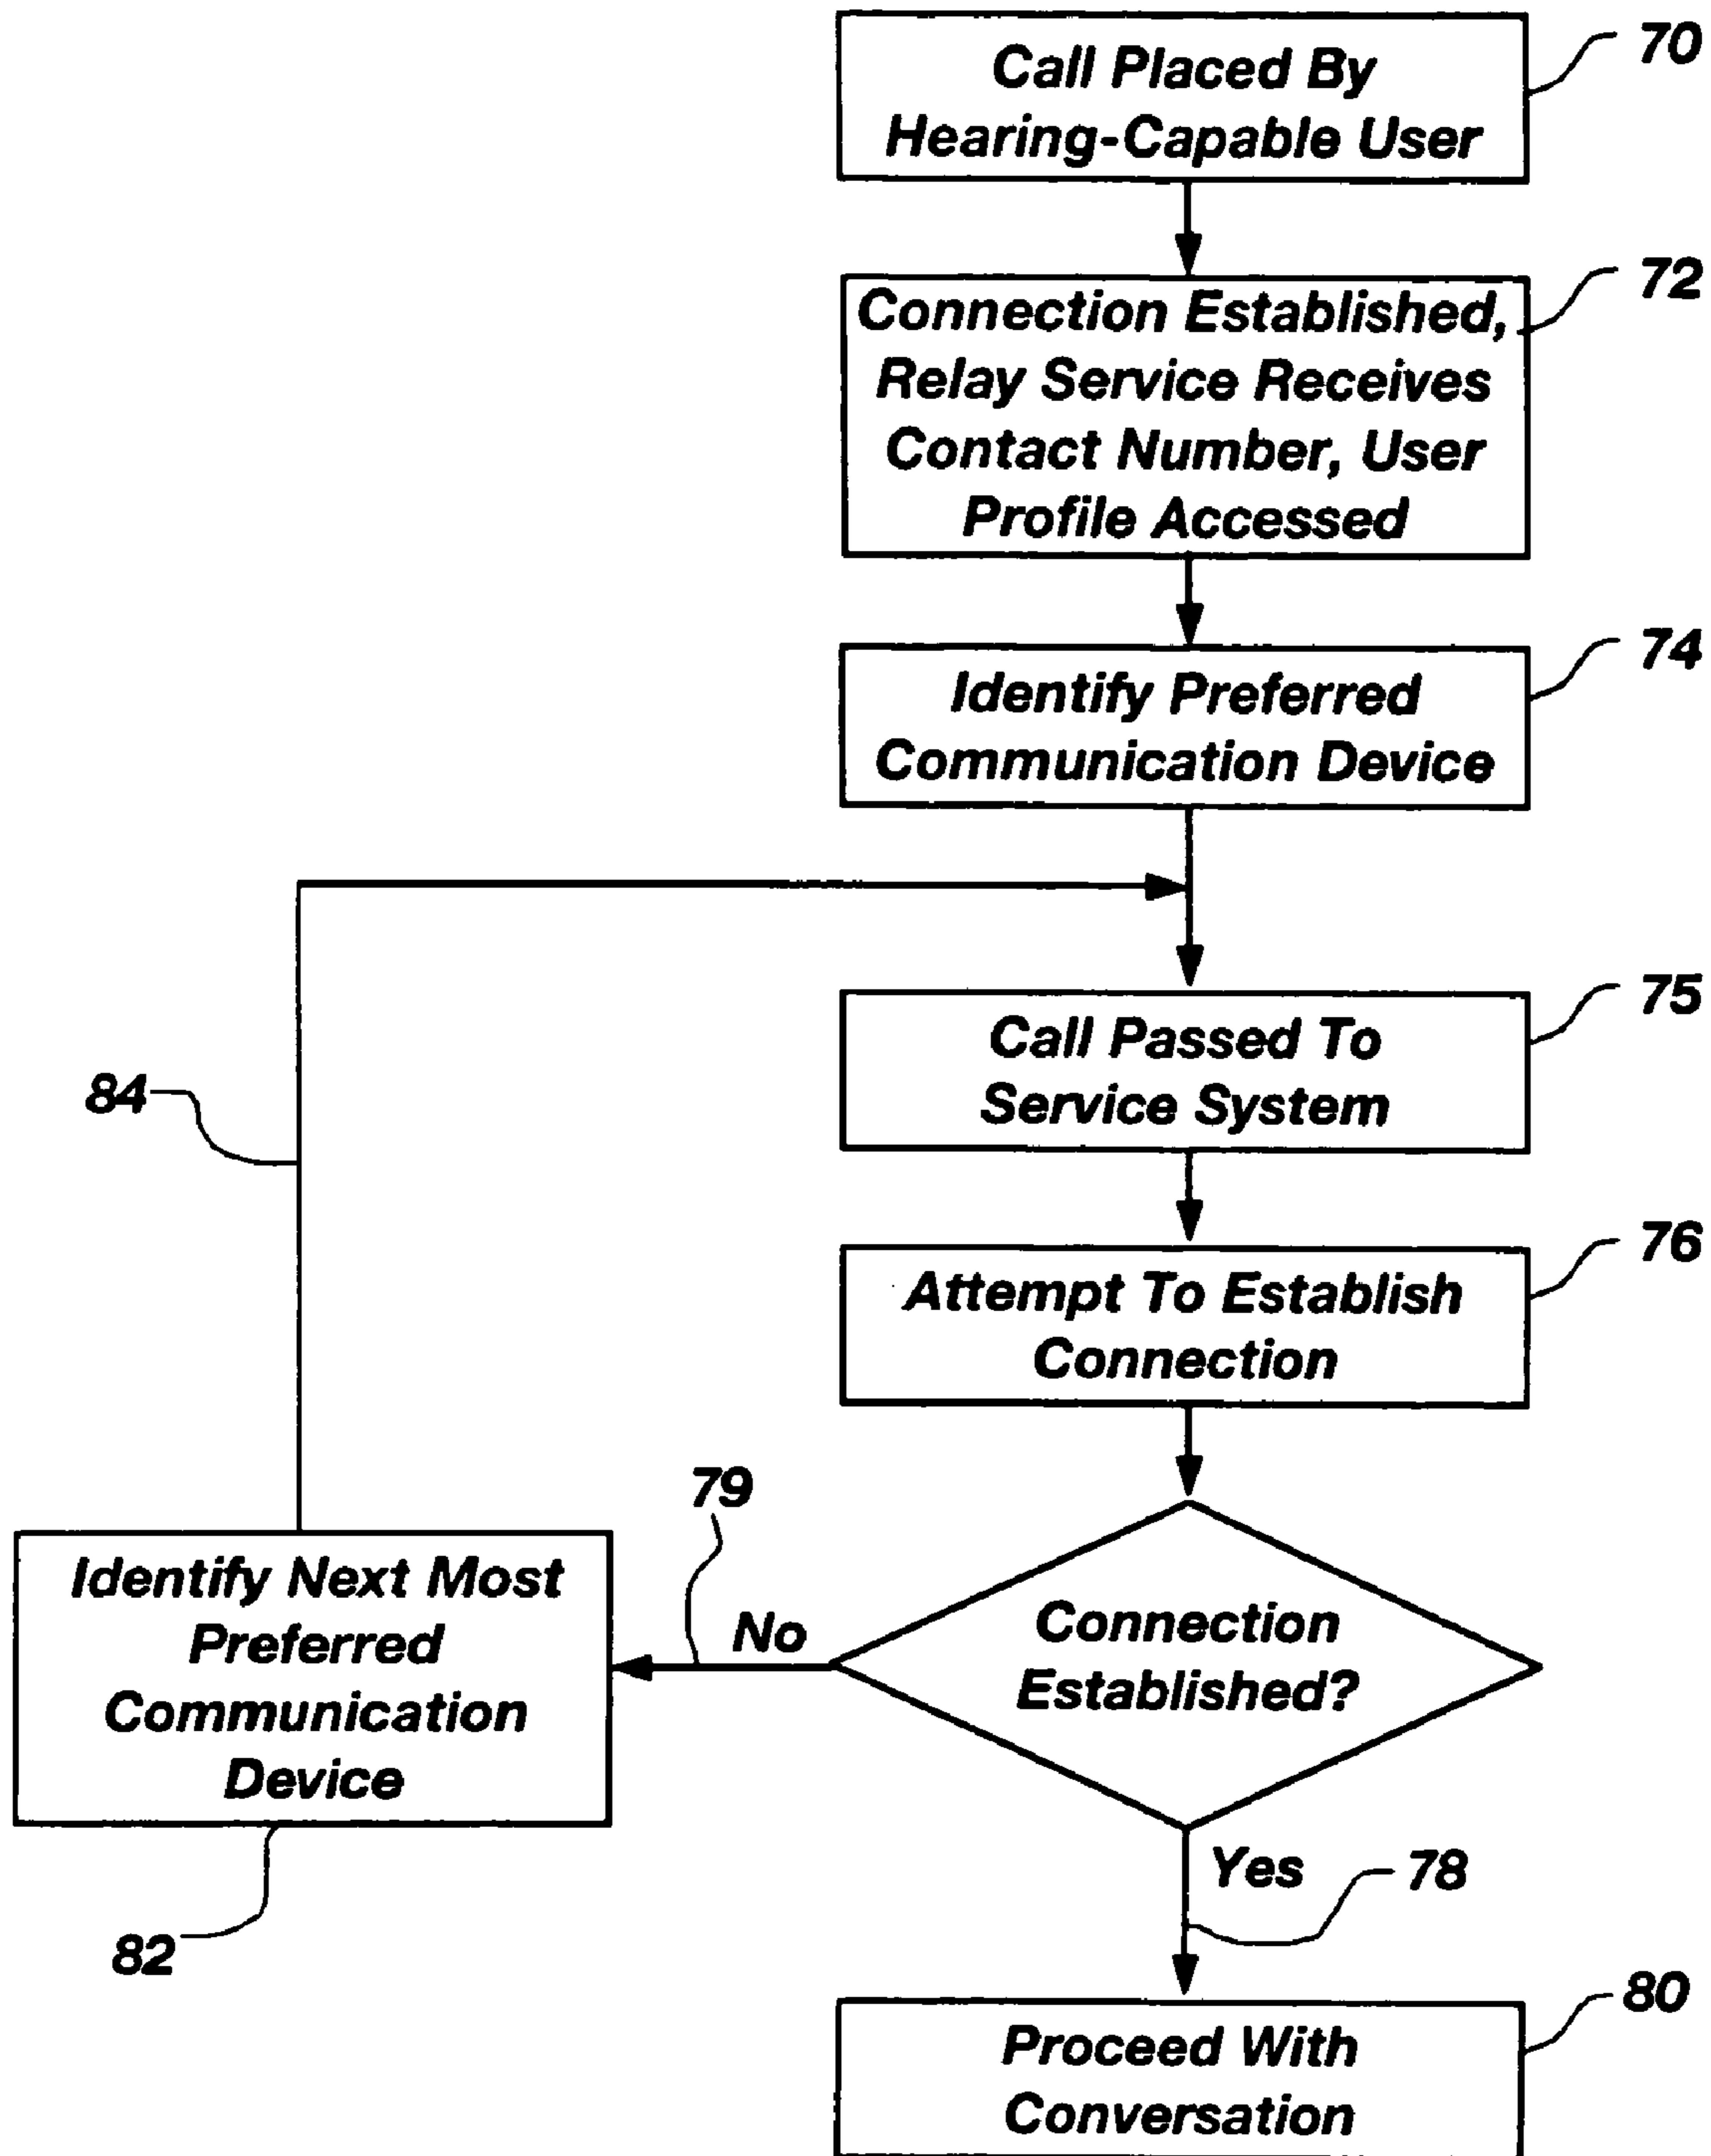 Call Placed By
Hearing-Capable User
70
Connection Established,
Relay Service Receives
Contact Number, User
Profile Accessed
72
Identify Preferred
Communication Device
74
Call Passed To
Service System
75
84
Attempt To Establish
Connection
76
79
No
Connection
Established?
Identify Next Most
Preferred
Communication
Device
82
Yes
78
Proceed With
Conversation
80